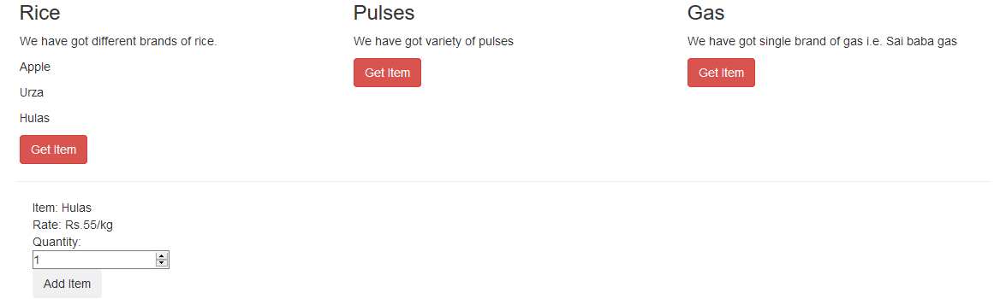 Rice
We have got different brands of rice.
Apple
Urza
Hulas
Get Item
Pulses
We have got variety of pulses
Get Item
Gas
We have got single brand of gas i.e. Sai baba gas
Get Item
Item: Hulas
Rate: Rs.55/kg
Quantity:
1
Add Item